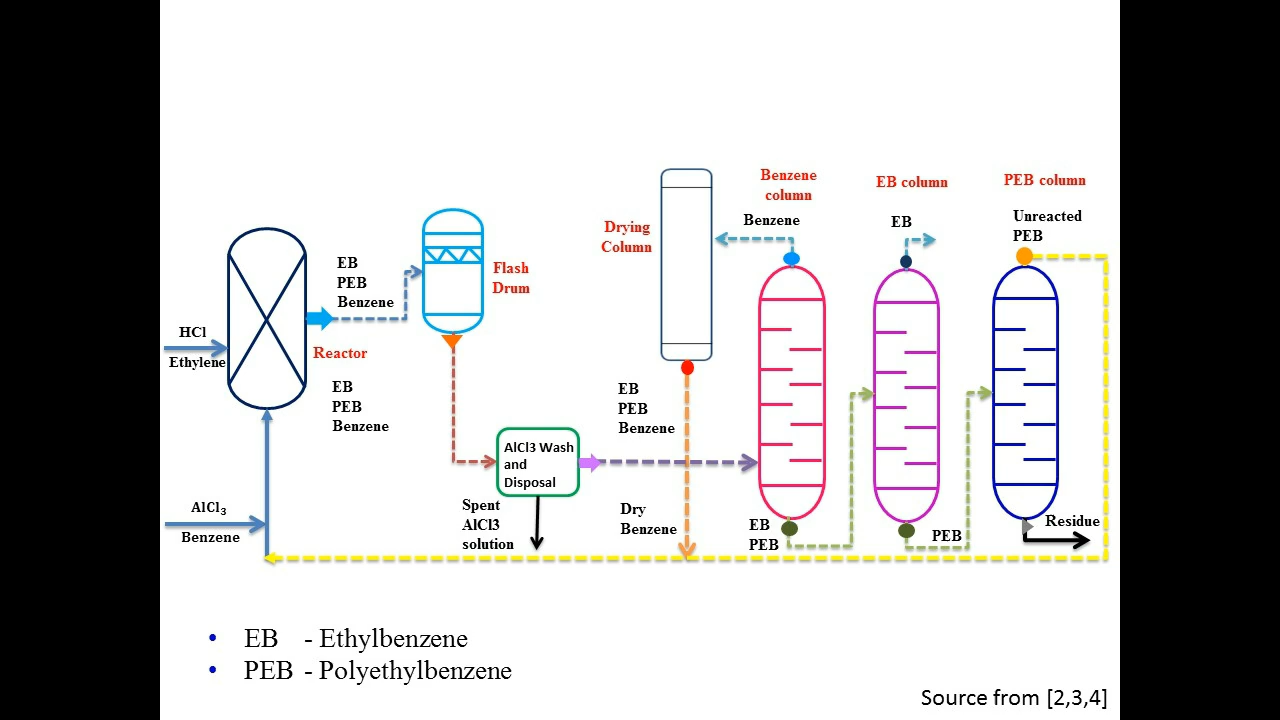 Benzene
column
EB column
PEB column
Benzene
EB
Unreacted
PEB
Drying
Column
EB
PEB
Benzene
Flash
Drum
HCl
Ethylene
Reactor
EB
PEB
Benzene
EB
PEB
Benzene
AlCl3 Wash
and
Disposal
Spent
AlCl3
solution
Dry
Benzene
EB
PEB
PEB
Residue
AlCl₃
Benzene
• EB - Ethylbenzene
• PEB - Polyethylbenzene
Source from [2,3,4]